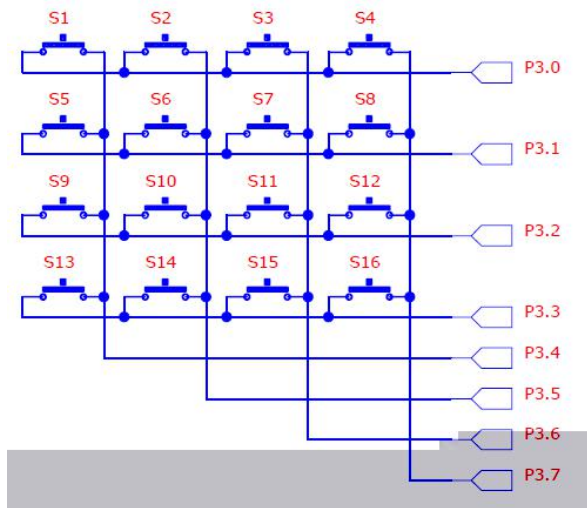 S1 S2 S3 S4
P3.0
S5 S6 S7 S8
P3.1
S9 S10 S11 S12
P3.2
S13 S14 S15 S16
P3.3
P3.4
P3.5
P3.6
P3.7